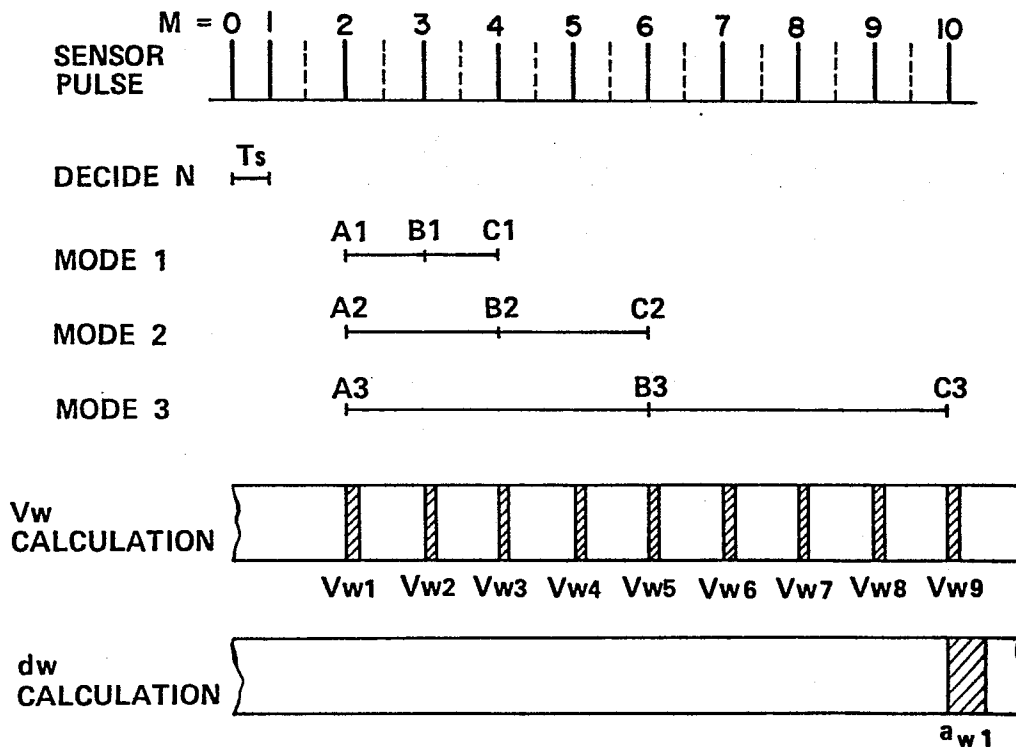 M = 0 1 2 3 4 5 6 7 8 9 10
SENSOR
PULSE
Ts
DECIDE N
A1 B1 C1
MODE 1
A2 B2 C2
MODE 2
A3 B3 C3
MODE 3
Vw
CALCULATION
Vw1 Vw2 Vw3 Vw4 Vw5 Vw6 Vw7 Vw8 Vw9
dw
CALCULATION
aw1